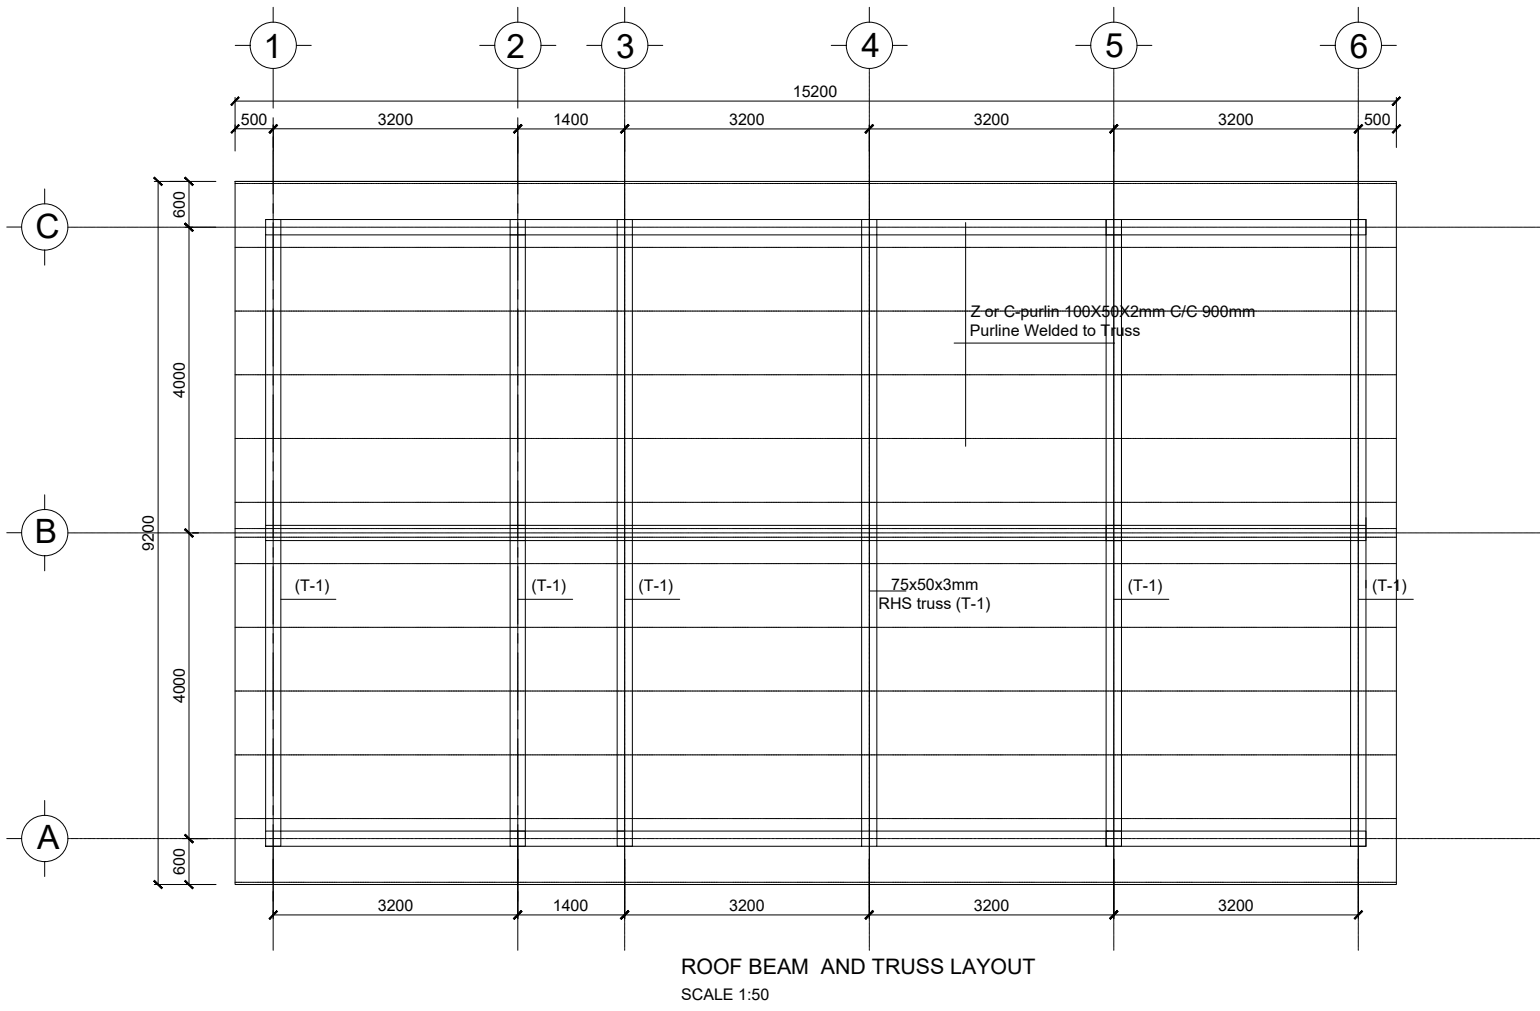 1 2 3 4 5 6
15200
500 3200 1400 3200 3200 3200 500
600
C
Z or C-purlin 100X50X2mm C/C 900mm
Purline Welded to Truss
4000
B
9200
(T-1) (T-1) (T-1) 75x50x3mm (T-1) (T-1)
RHS truss (T-1)
4000
A
600
3200 1400 3200 3200 3200
ROOF BEAM AND TRUSS LAYOUT
SCALE 1:50